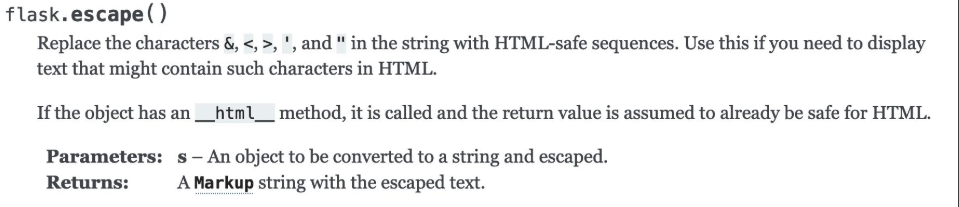 flask.escape()
Replace the characters &, <, >, ', and " in the string with HTML-safe sequences. Use this if you need to display
text that might contain such characters in HTML.
If the object has an __html__ method, it is called and the return value is assumed to already be safe for HTML.
Parameters: s – An object to be converted to a string and escaped.
Returns: A Markup string with the escaped text.